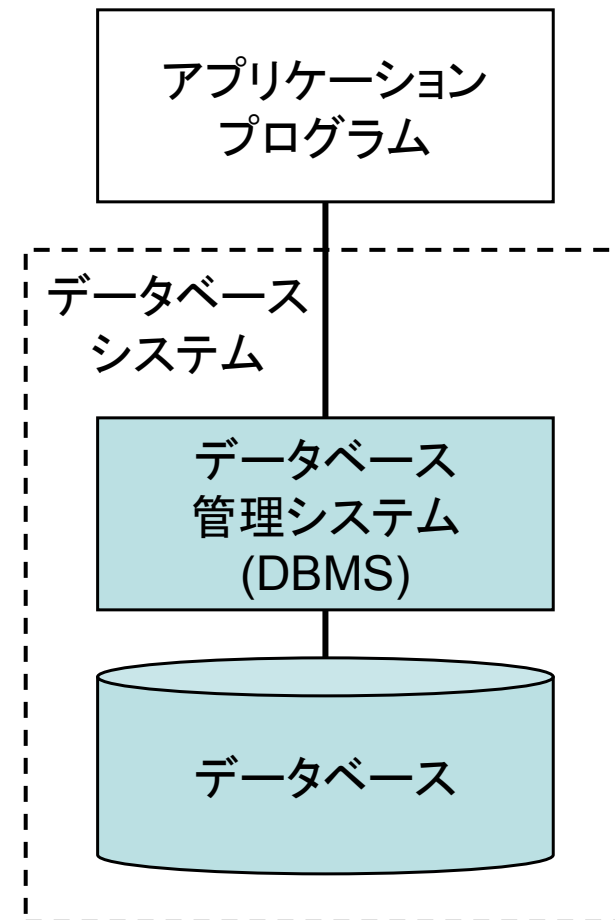 アプリケーション
プログラム
データベース
システム
データベース
管理システム
(DBMS)
データベース